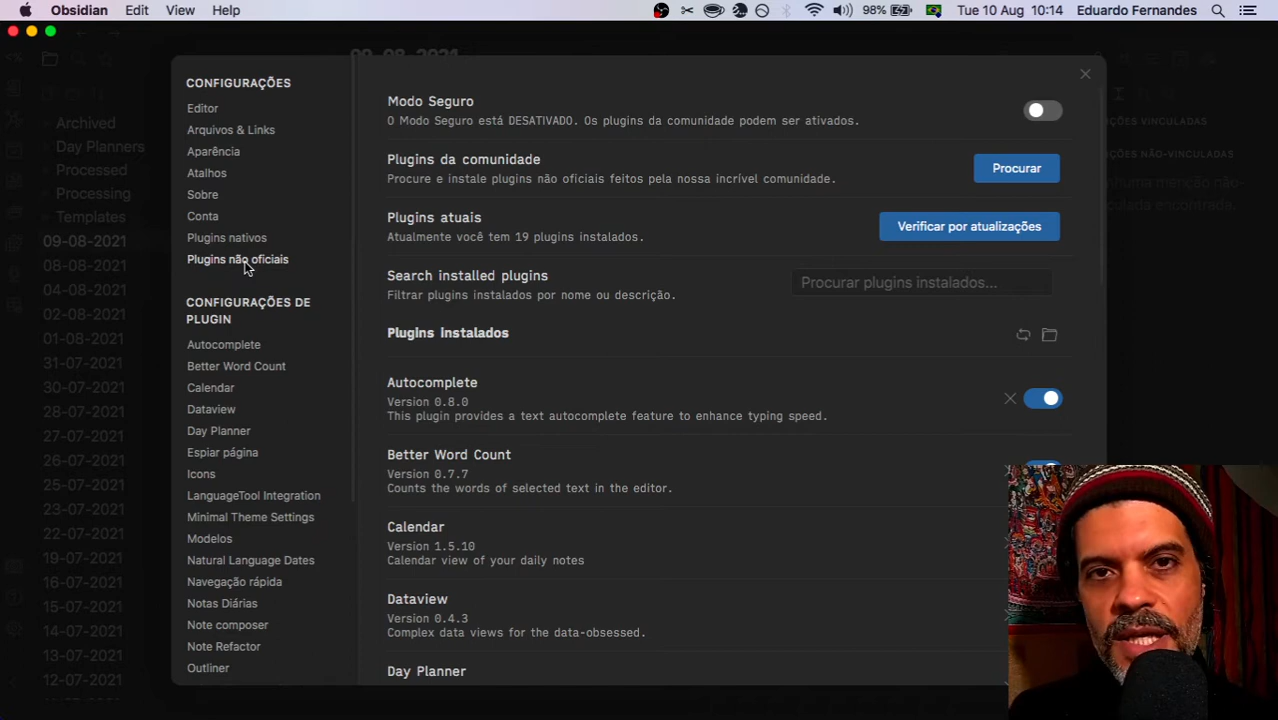 Obsidian Edit View Help 98% Tue 10 Aug 10:14 Eduardo Fernandes
09-08-2021
Archived
Day Planners
Processed
Processing
Templates
09-08-2021
08-08-2021
04-08-2021
02-08-2021
01-08-2021
31-07-2021
30-07-2021
28-07-2021
27-07-2021
26-07-2021
25-07-2021
23-07-2021
22-07-2021
19-07-2021
16-07-2021
15-07-2021
14-07-2021
13-07-2021
12-07-2021
CONFIGURAÇÕES
Editor
Arquivos & Links
Aparência
Atalhos
Sobre
Conta
Plugins nativos
Plugins não oficiais
CONFIGURAÇÕES DE
PLUGIN
Autocomplete
Better Word Count
Calendar
Dataview
Day Planner
Espiar página
Icons
LanguageTool Integration
Minimal Theme Settings
Modelos
Natural Language Dates
Navegação rápida
Notas Diárias
Note composer
Note Refactor
Outliner
Modo Seguro
O Modo Seguro está DESATIVADO. Os plugins da comunidade podem ser ativados.
Plugins da comunidade
Procure e instale plugins não oficiais feitos pela nossa incrível comunidade.
Procurar
Plugins atuais
Atualmente você tem 19 plugins instalados.
Verificar por atualizações
Search installed plugins
Filtrar plugins instalados por nome ou descrição.
Procurar plugins instalados...
Plugins instalados
Autocomplete
Version 0.8.0
This plugin provides a text autocomplete feature to enhance typing speed.
Better Word Count
Version 0.7.7
Counts the words of selected text in the editor.
Calendar
Version 1.5.10
Calendar view of your daily notes
Dataview
Version 0.4.3
Complex data views for the data-obsessed.
Day Planner
VINCULADAS
NÃO-VINCULADAS
menção não-
encontrada.